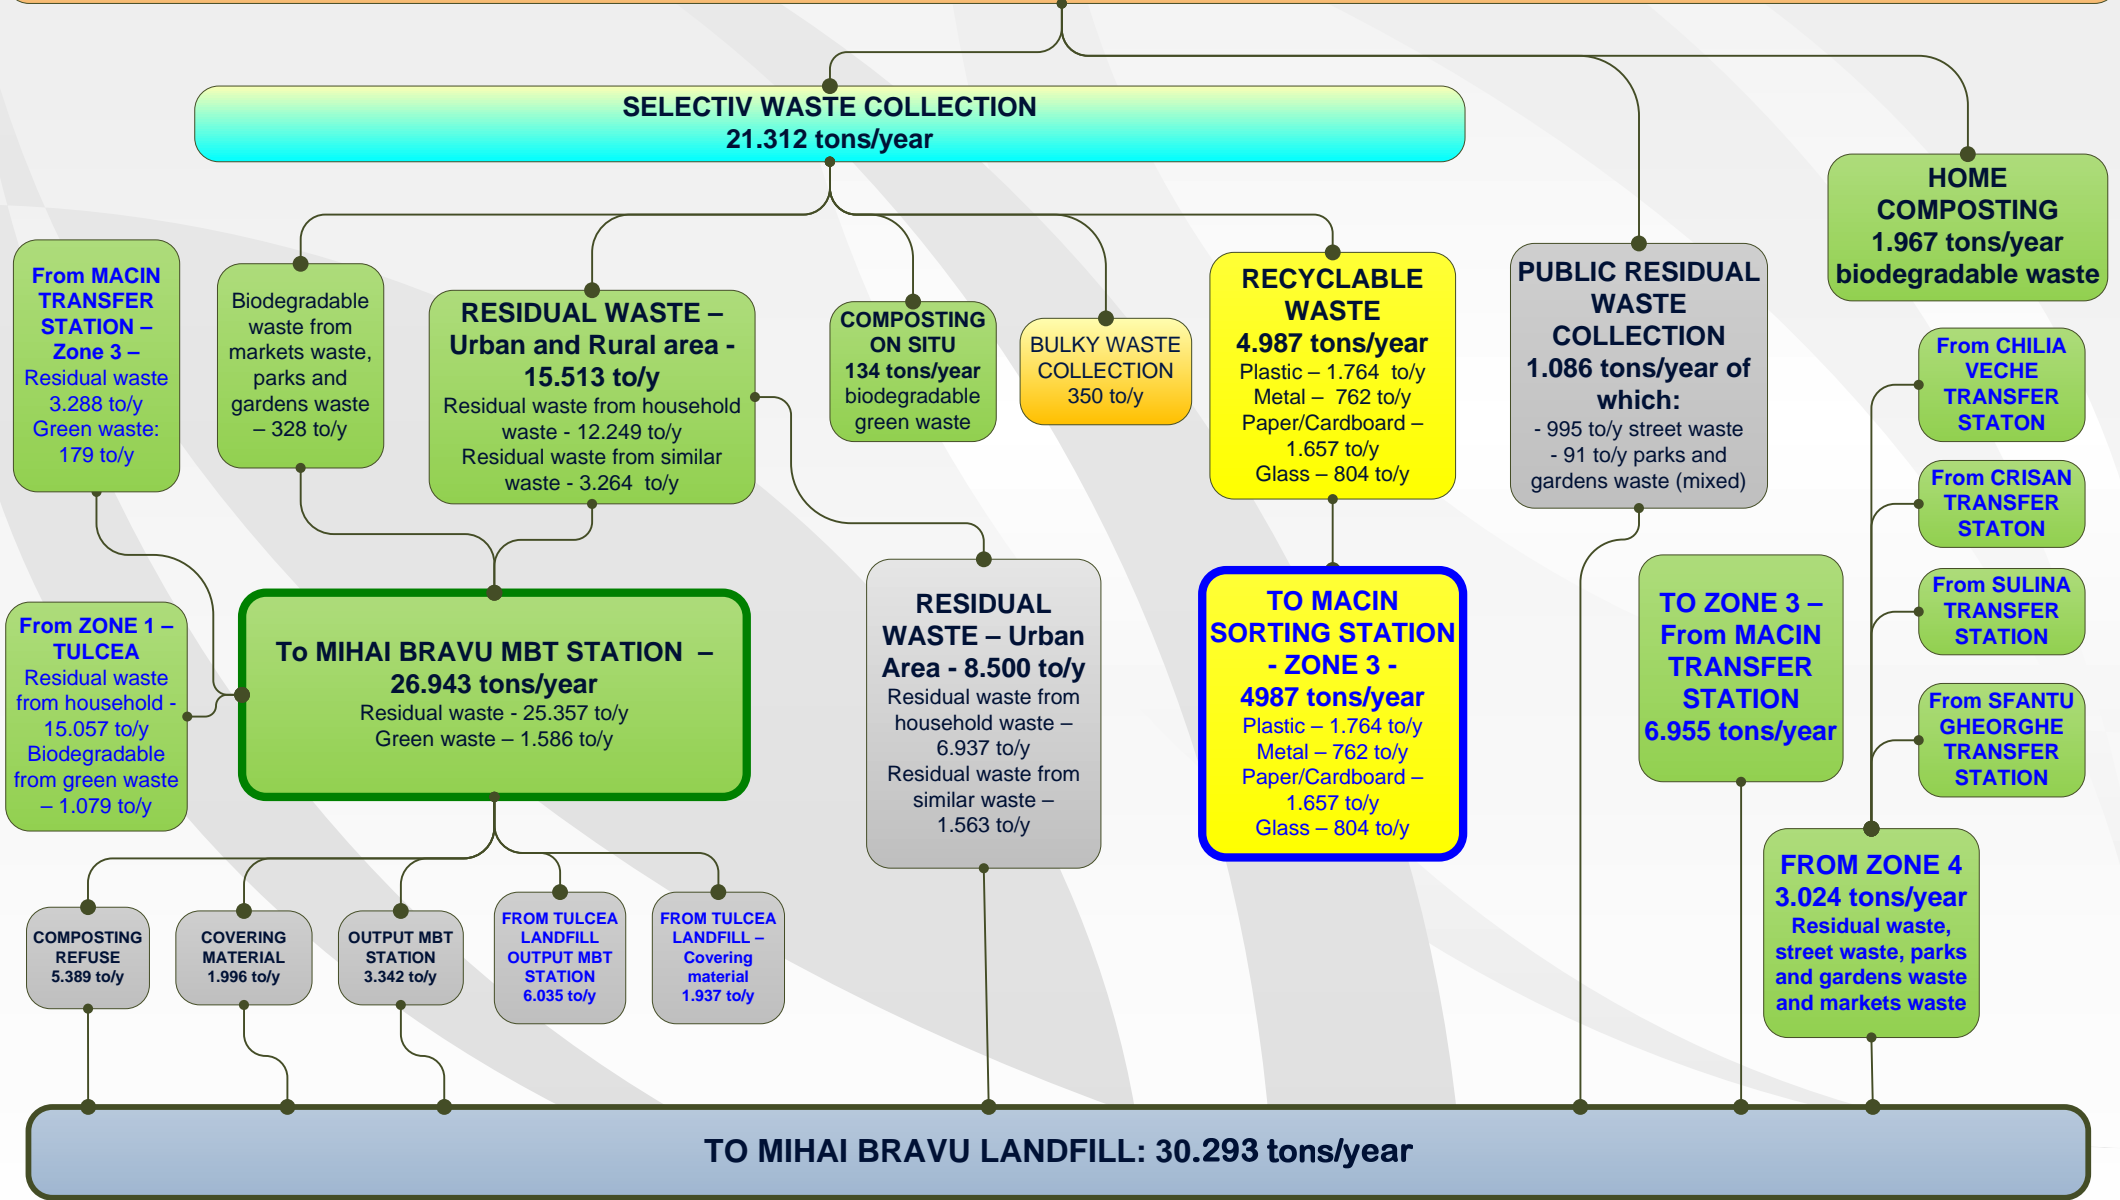 SELECTIV WASTE COLLECTION
21.312 tons/year
HOME
COMPOSTING
1.967 tons/year
biodegradable waste
From MACIN
TRANSFER
STATION –
Zone 3 –
Residual waste
3.288 to/y
Green waste:
179 to/y
Biodegradable
waste from
markets waste,
parks and
gardens waste
– 328 to/y
RESIDUAL WASTE –
Urban and Rural area -
15.513 to/y
Residual waste from household
waste - 12.249 to/y
Residual waste from similar
waste - 3.264 to/y
COMPOSTING
ON SITU
134 tons/year
biodegradable
green waste
BULKY WASTE
COLLECTION
350 to/y
RECYCLABLE
WASTE
4.987 tons/year
Plastic – 1.764 to/y
Metal – 762 to/y
Paper/Cardboard –
1.657 to/y
Glass – 804 to/y
PUBLIC RESIDUAL
WASTE
COLLECTION
1.086 tons/year of
which:
- 995 to/y street waste
- 91 to/y parks and
gardens waste (mixed)
From CHILIA
VECHE
TRANSFER
STATON
From CRISAN
TRANSFER
STATON
From SULINA
TRANSFER
STATION
From SFANTU
GHEORGHE
TRANSFER
STATION
From ZONE 1 –
TULCEA
Residual waste
from household -
15.057 to/y
Biodegradable
from green waste
– 1.079 to/y
To MIHAI BRAVU MBT STATION –
26.943 tons/year
Residual waste - 25.357 to/y
Green waste – 1.586 to/y
RESIDUAL
WASTE – Urban
Area - 8.500 to/y
Residual waste from
household waste –
6.937 to/y
Residual waste from
similar waste –
1.563 to/y
TO MACIN
SORTING STATION
- ZONE 3 -
4987 tons/year
Plastic – 1.764 to/y
Metal – 762 to/y
Paper/Cardboard –
1.657 to/y
Glass – 804 to/y
TO ZONE 3 –
From MACIN
TRANSFER
STATION
6.955 tons/year
FROM ZONE 4
3.024 tons/year
Residual waste,
street waste, parks
and gardens waste
and markets waste
COMPOSTING
REFUSE
5.389 to/y
COVERING
MATERIAL
1.996 to/y
OUTPUT MBT
STATION
3.342 to/y
FROM TULCEA
LANDFILL
OUTPUT MBT
STATION
6.035 to/y
FROM TULCEA
LANDFILL –
Covering
material
1.937 to/y
TO MIHAI BRAVU LANDFILL: 30.293 tons/year